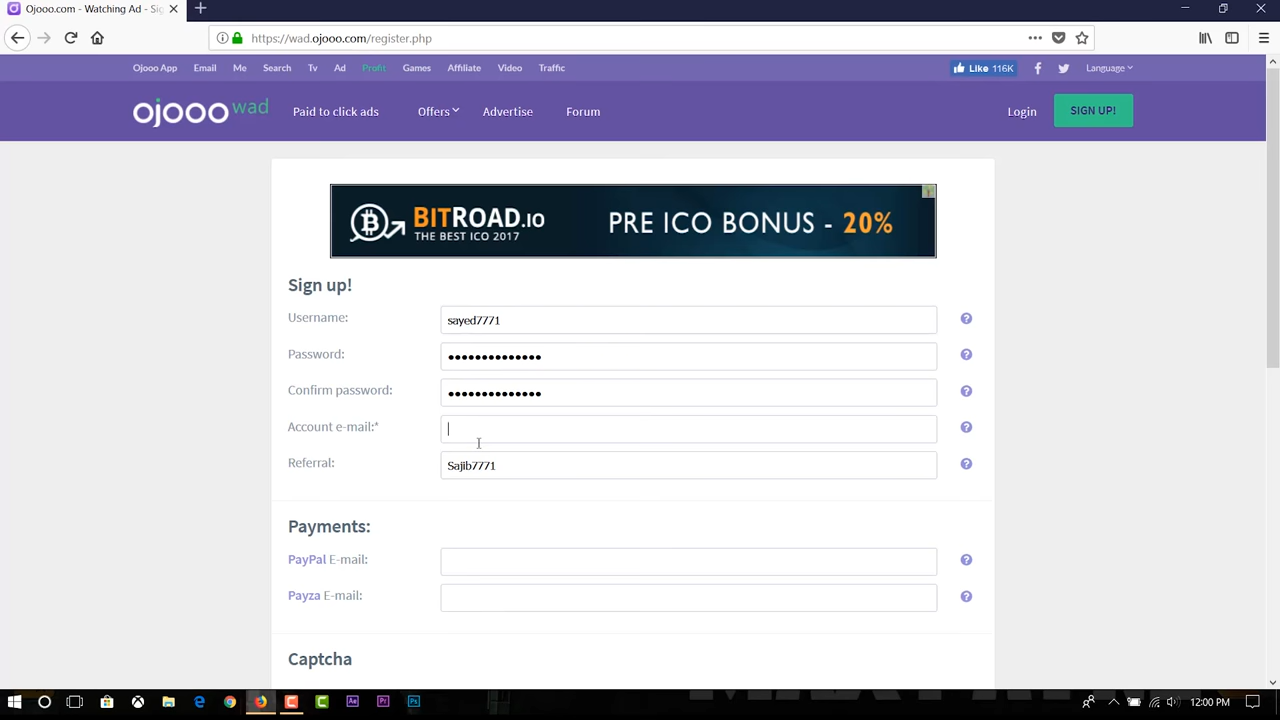 Ojooo.com - Watching Ad - Sig
https://wad.ojooo.com/register.php
Ojooo App Email Me Search Tv Ad Profit Games Affiliate Video Traffic Like 116K Language
ojooo wad Paid to click ads Offers Advertise Forum Login SIGN UP!
BITROAD.IO
THE BEST ICO 2017
PRE ICO BONUS - 20%
Sign up!
Username: sayed7771
Password: ••••••••••••••
Confirm password: ••••••••••••••
Account e-mail:*
Referral: Sajib7771
Payments:
PayPal E-mail:
Payza E-mail:
Captcha
12:00 PM